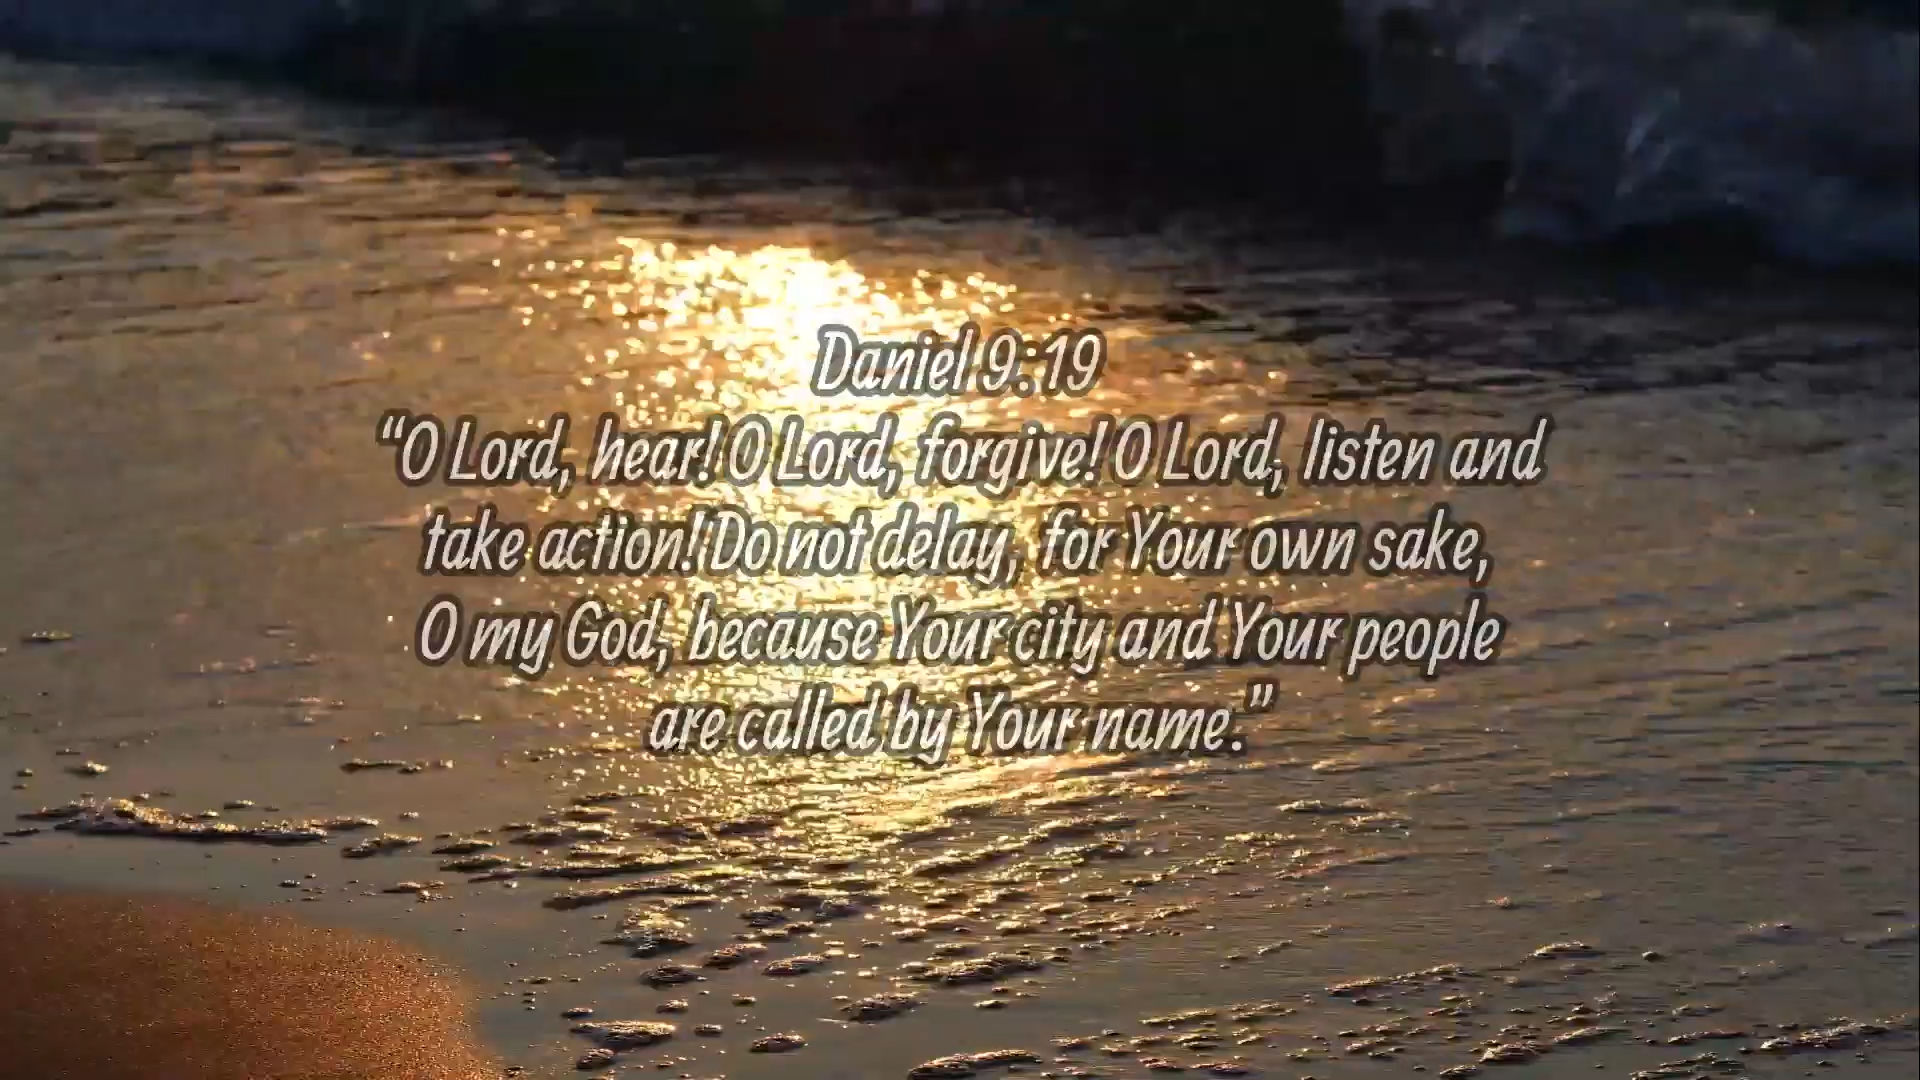 Daniel 9:19
“O Lord, hear! O Lord, forgive! O Lord, listen and
take action! Do not delay, for Your own sake,
O my God, because Your city and Your people
are called by Your name.”